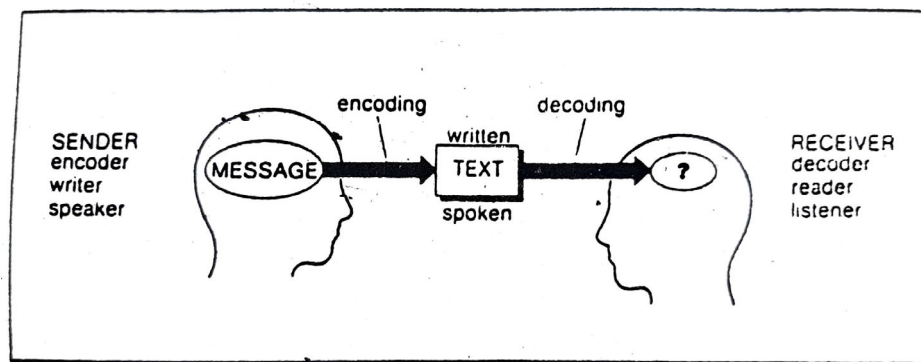 SENDER
encoder
writer
speaker
MESSAGE
encoding
written
TEXT
spoken
decoding
?
RECEIVER
decoder
reader
listener